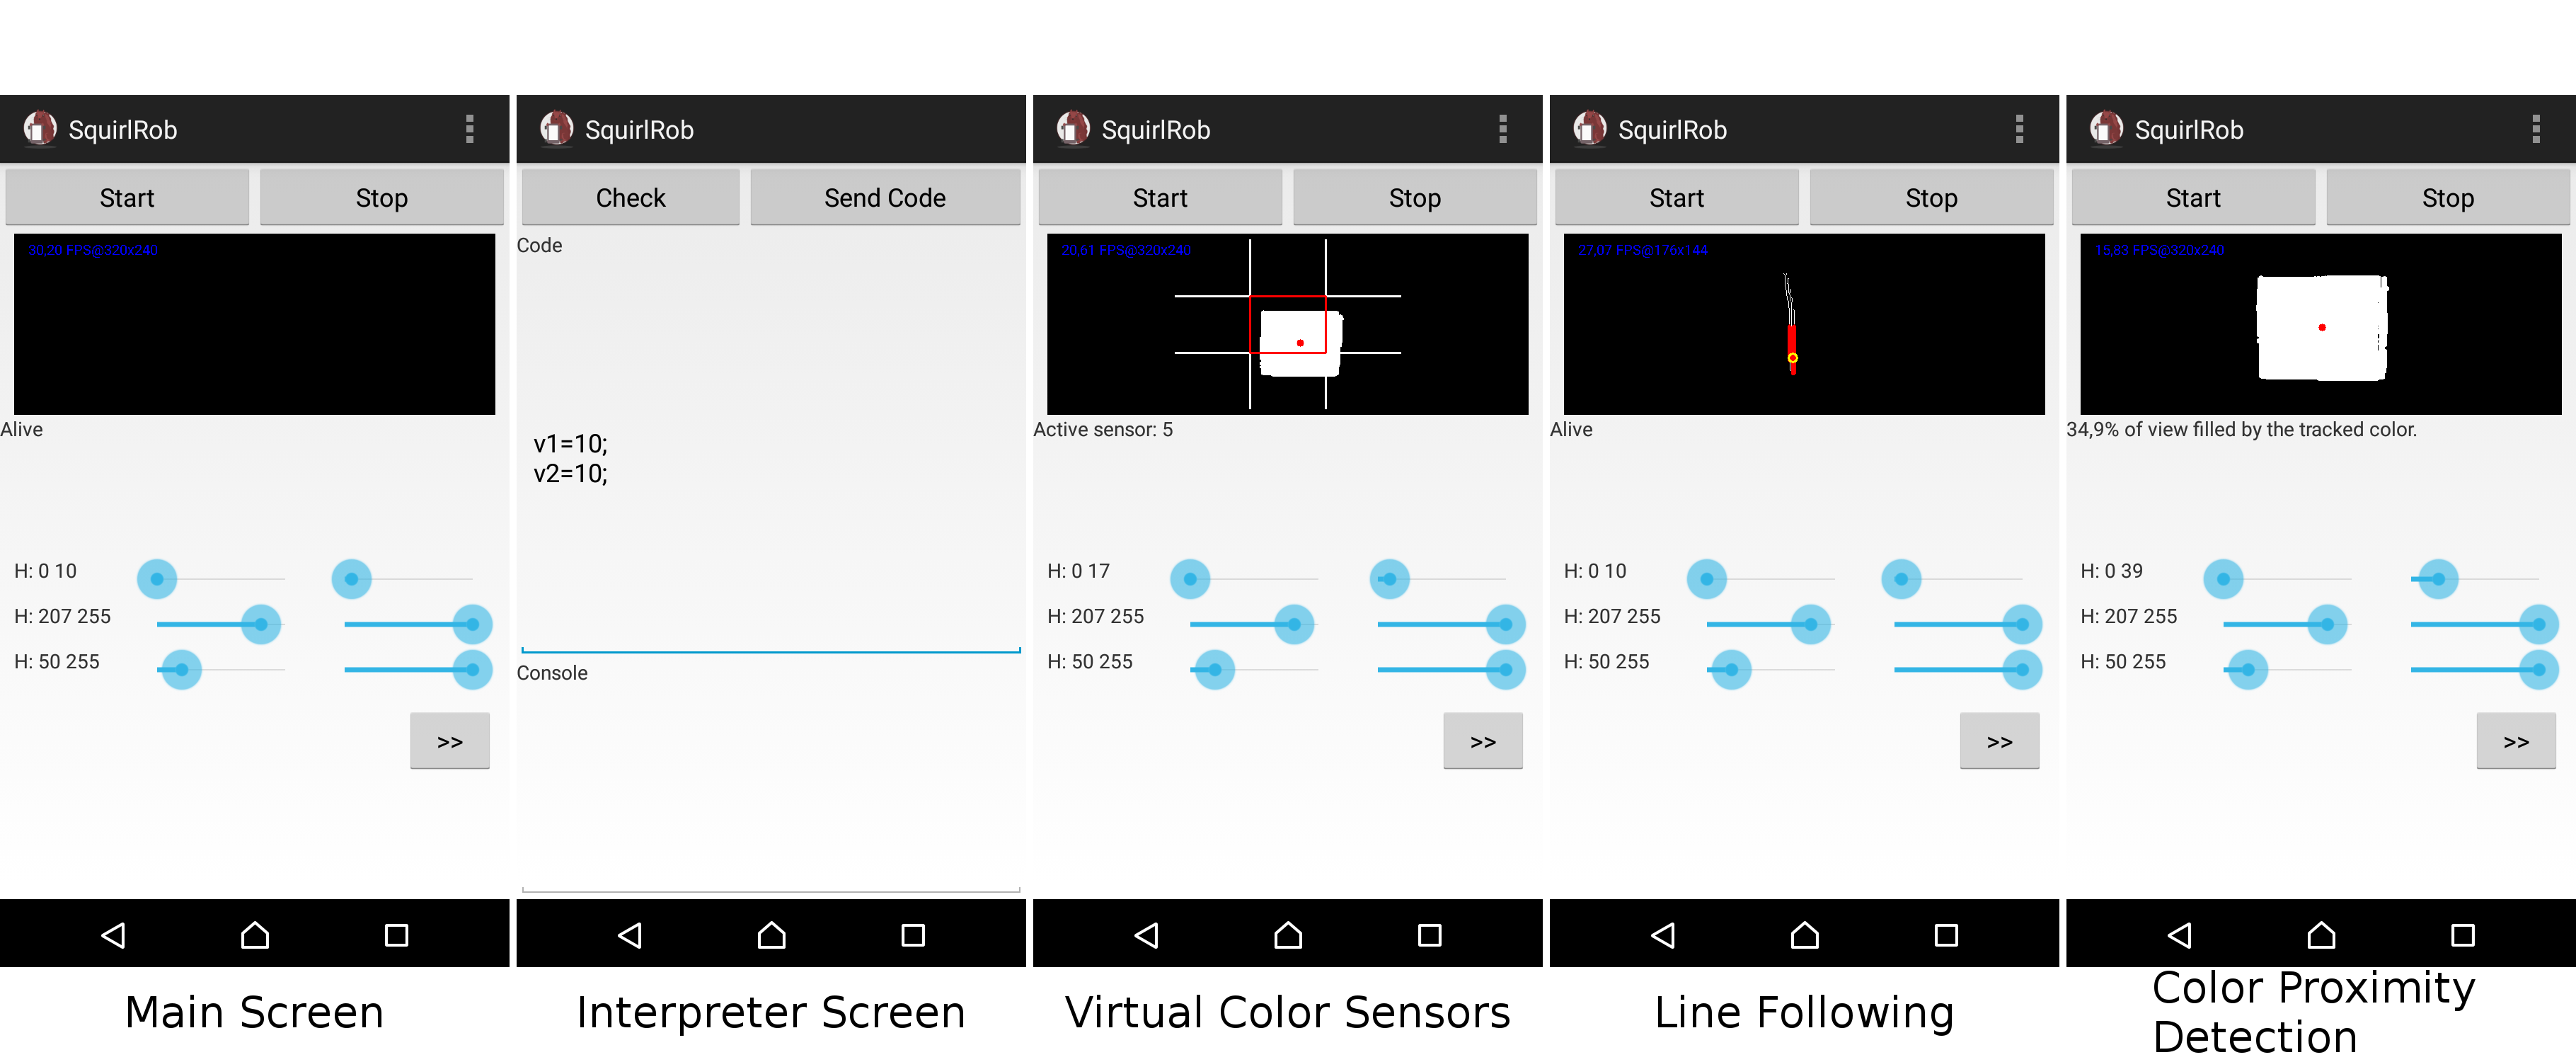 SquirlRob
Start
Stop
30,20 FPS@320x240
Alive
H: 0 10
H: 207 255
H: 50 255
>>
Main Screen
SquirlRob
Check
Send Code
Code
v1=10;
v2=10;
Console
Interpreter Screen
SquirlRob
Start
Stop
20,61 FPS@320x240
Active sensor: 5
H: 0 17
H: 207 255
H: 50 255
>>
Virtual Color Sensors
SquirlRob
Start
Stop
27,07 FPS@176x144
Alive
H: 0 10
H: 207 255
H: 50 255
>>
Line Following
SquirlRob
Start
Stop
15,83 FPS@320x240
34,9% of view filled by the tracked color.
H: 0 39
H: 207 255
H: 50 255
>>
Color Proximity
Detection